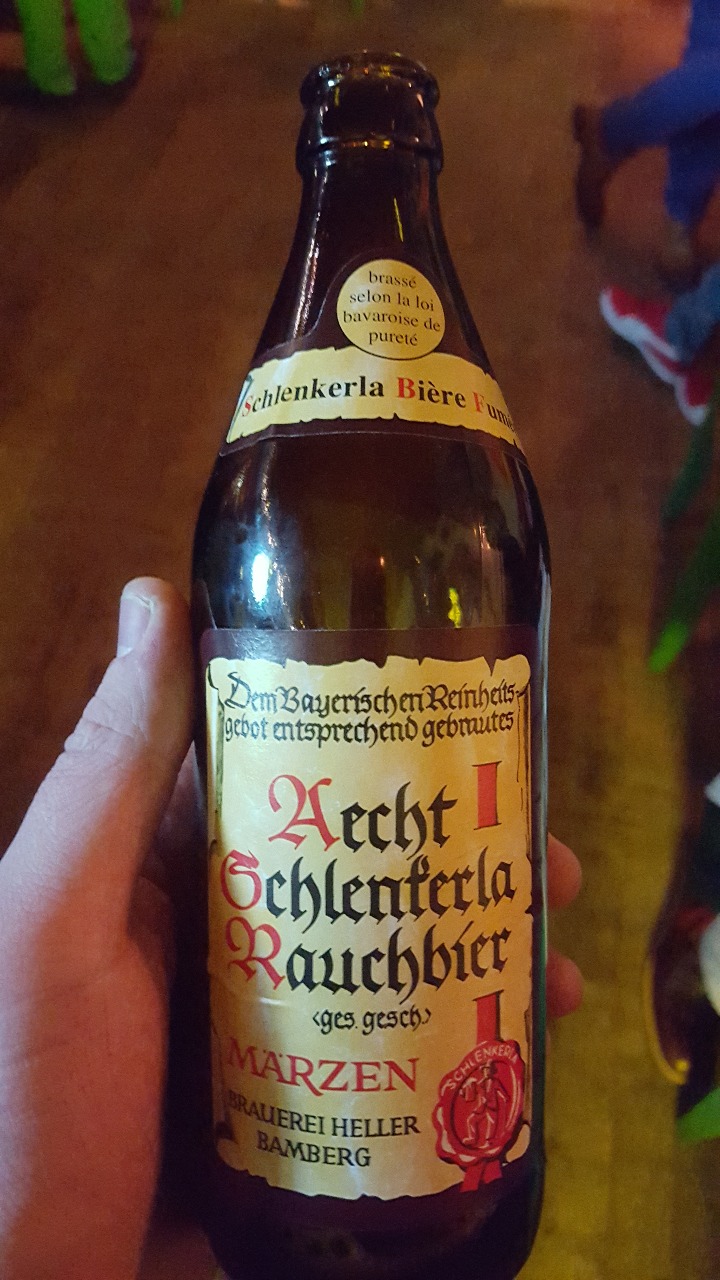 brassé
selon la loi
bavaroise de
pureté
Schlenkerla Bière Fumé
Dem Bayerischen Reinheits-
gebot entsprechend gebrautes
Aecht
Schlenkerla
Rauchbier
‹ges. gesch.›
MÄRZEN
BRAUEREI HELLER
BAMBERG
SCHLENKERLA